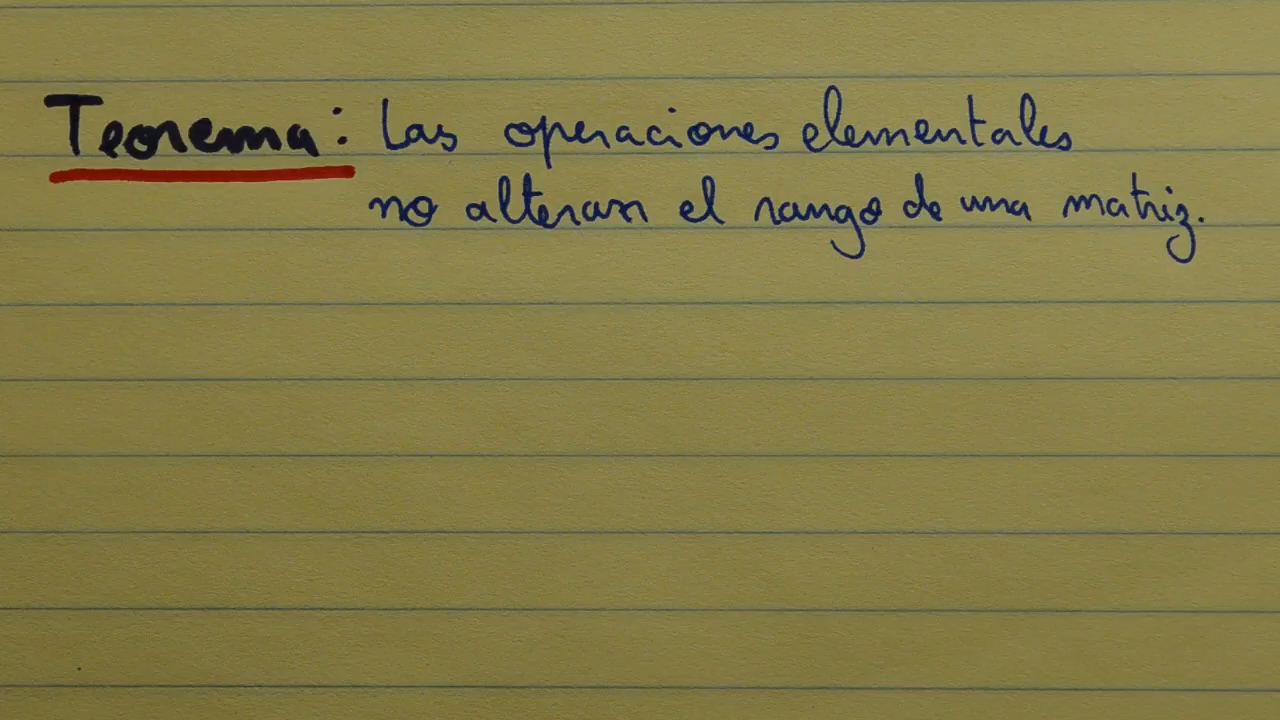 Teorema: Las operaciones elementales
no alteran el rango de una matriz.